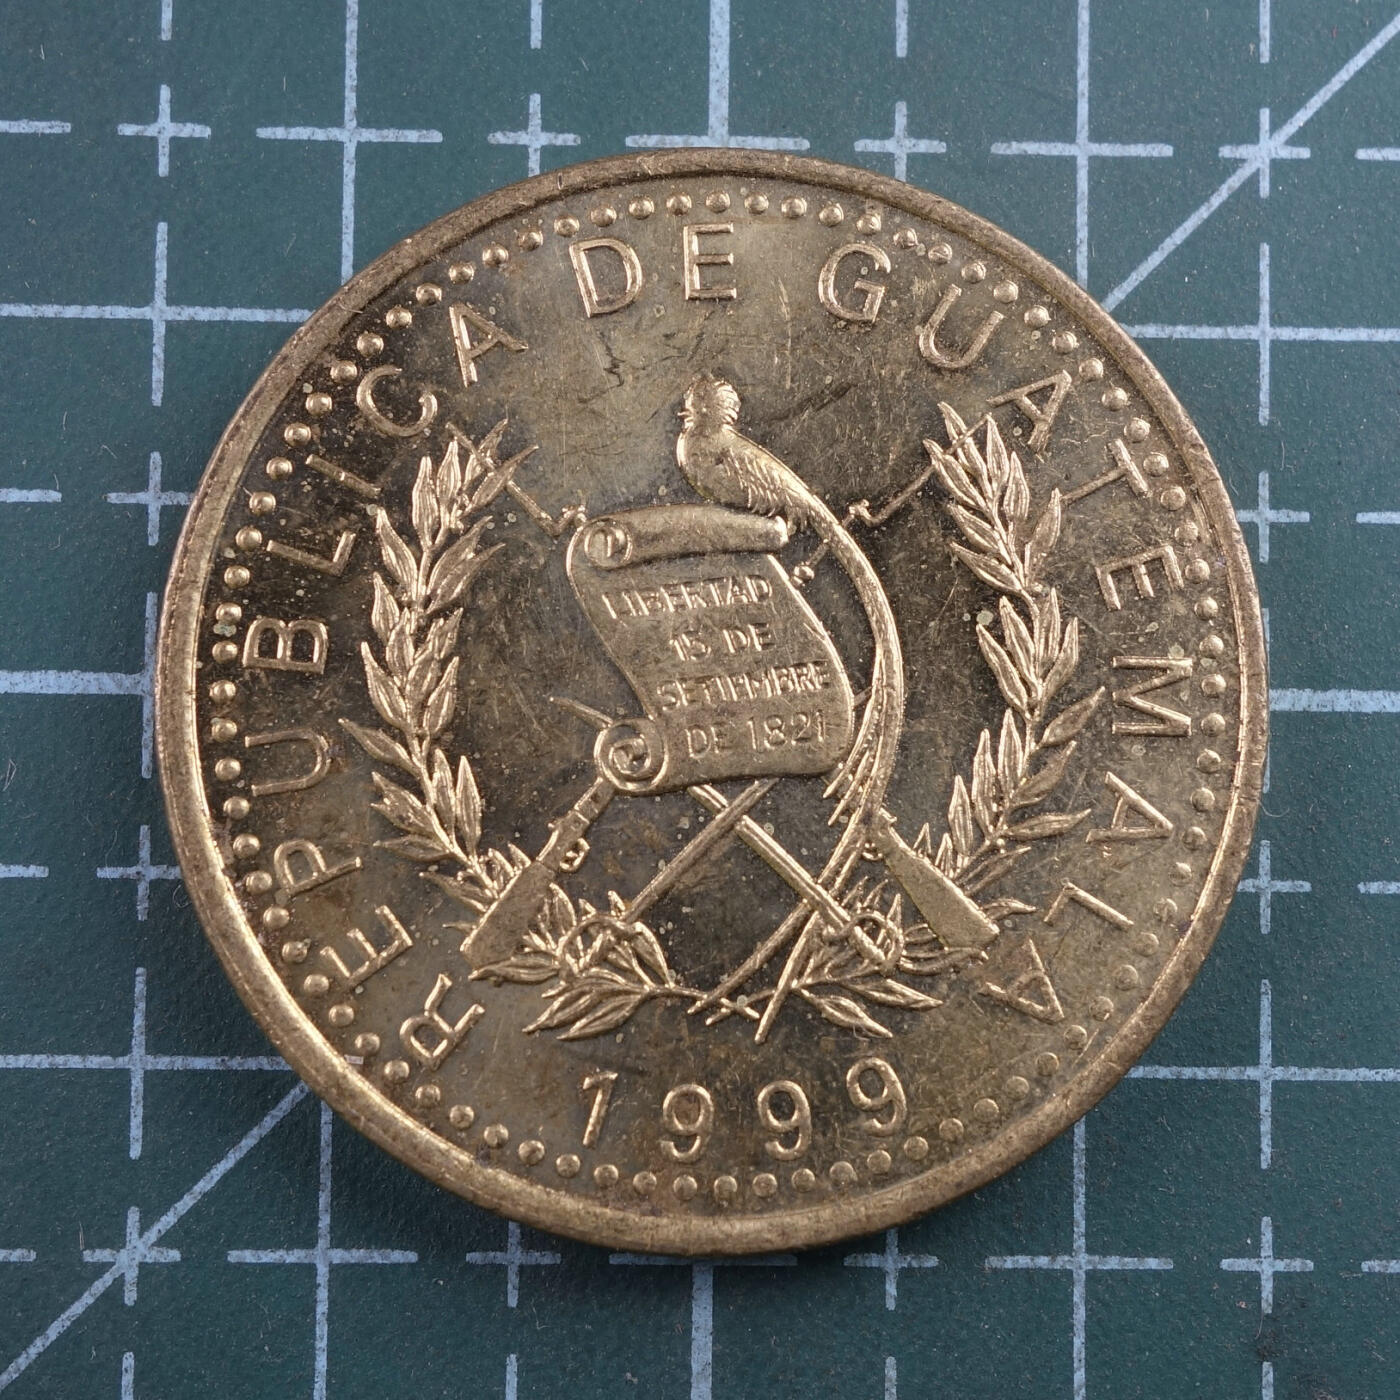 REPUBLICA DE GUATEMALA
LIBERTAD
15 DE
SETIEMBRE
DE 1821
1999